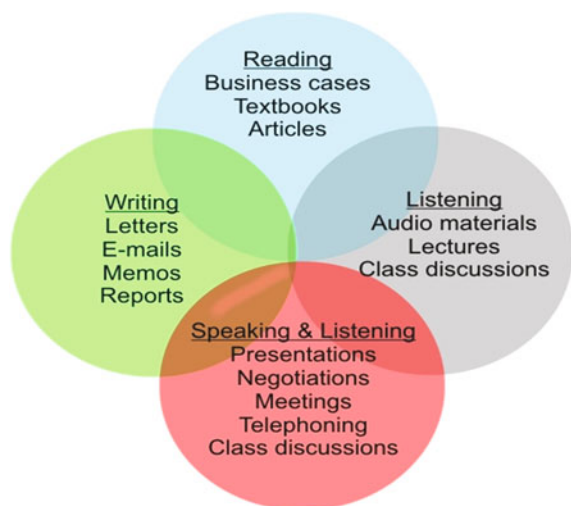 Reading
Business cases
Textbooks
Articles
Writing
Letters
E-mails
Memos
Reports
Listening
Audio materials
Lectures
Class discussions
Speaking & Listening
Presentations
Negotiations
Meetings
Telephoning
Class discussions